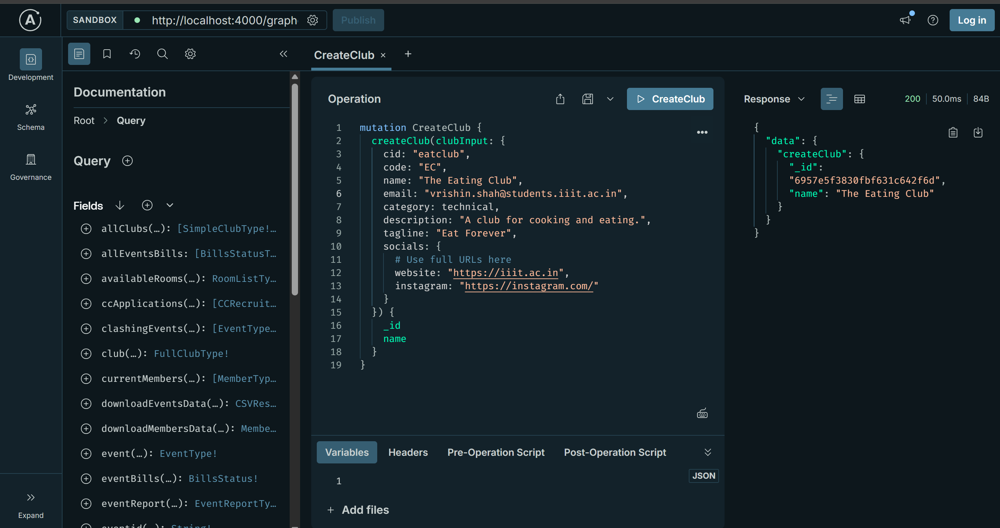 SANDBOX http://localhost:4000/graph Publish Log in
Development
Schema
Governance
Expand
Documentation
Root > Query
Query
Fields
allClubs(…): [SimpleClubType!…
allEventsBills: [BillsStatusT…
availableRooms(…): RoomListTy…
ccApplications(…): [CCRecruit…
clashingEvents(…): [EventType…
club(…): FullClubType!
currentMembers(…): [MemberTyp…
downloadEventsData(…): CSVRes…
downloadMembersData(…): Membe…
event(…): EventType!
eventBills(…): BillsStatus!
eventReport(…): EventReportTy…
eventid(…): String!
CreateClub × +
Operation
CreateClub
1 mutation CreateClub {
2 createClub(clubInput: {
3 cid: "eatclub",
4 code: "EC",
5 name: "The Eating Club",
6 email: "vrishin.shah@students.iiit.ac.in",
7 category: technical,
8 description: "A club for cooking and eating.",
9 tagline: "Eat Forever",
10 socials: {
11 # Use full URLs here
12 website: "https://iiit.ac.in",
13 instagram: "https://instagram.com/"
14 }
15 }) {
16 _id
17 name
18 }
19 }
Variables Headers Pre-Operation Script Post-Operation Script
1
JSON
+ Add files
Response 200 50.0ms 84B
{
"data": {
"createClub": {
"_id":
"6957e5f3830fbf631c642f6d",
"name": "The Eating Club"
}
}
}